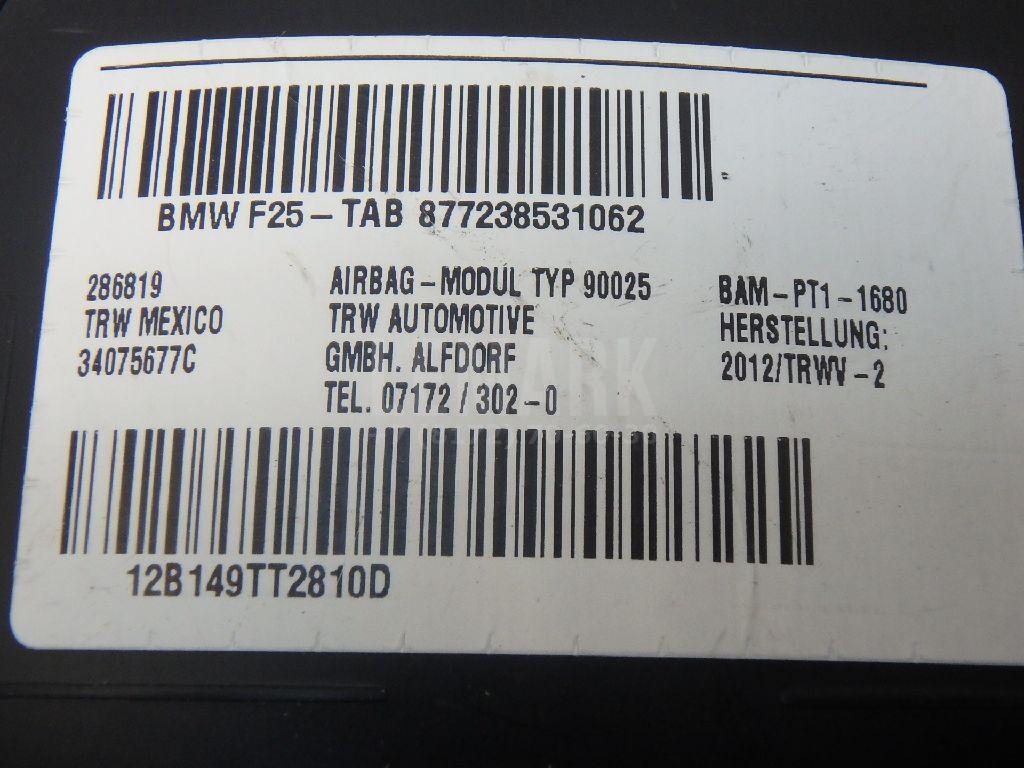 BMW F25-TAB 877238531062
286819
TRW MEXICO
34075677C
AIRBAG-MODUL TYP 90025
TRW AUTOMOTIVE
GMBH. ALFDORF
TEL. 07172 / 302-0
BAM-PT1-1680
HERSTELLUNG:
2012/TRWV-2
12B149TT2810D